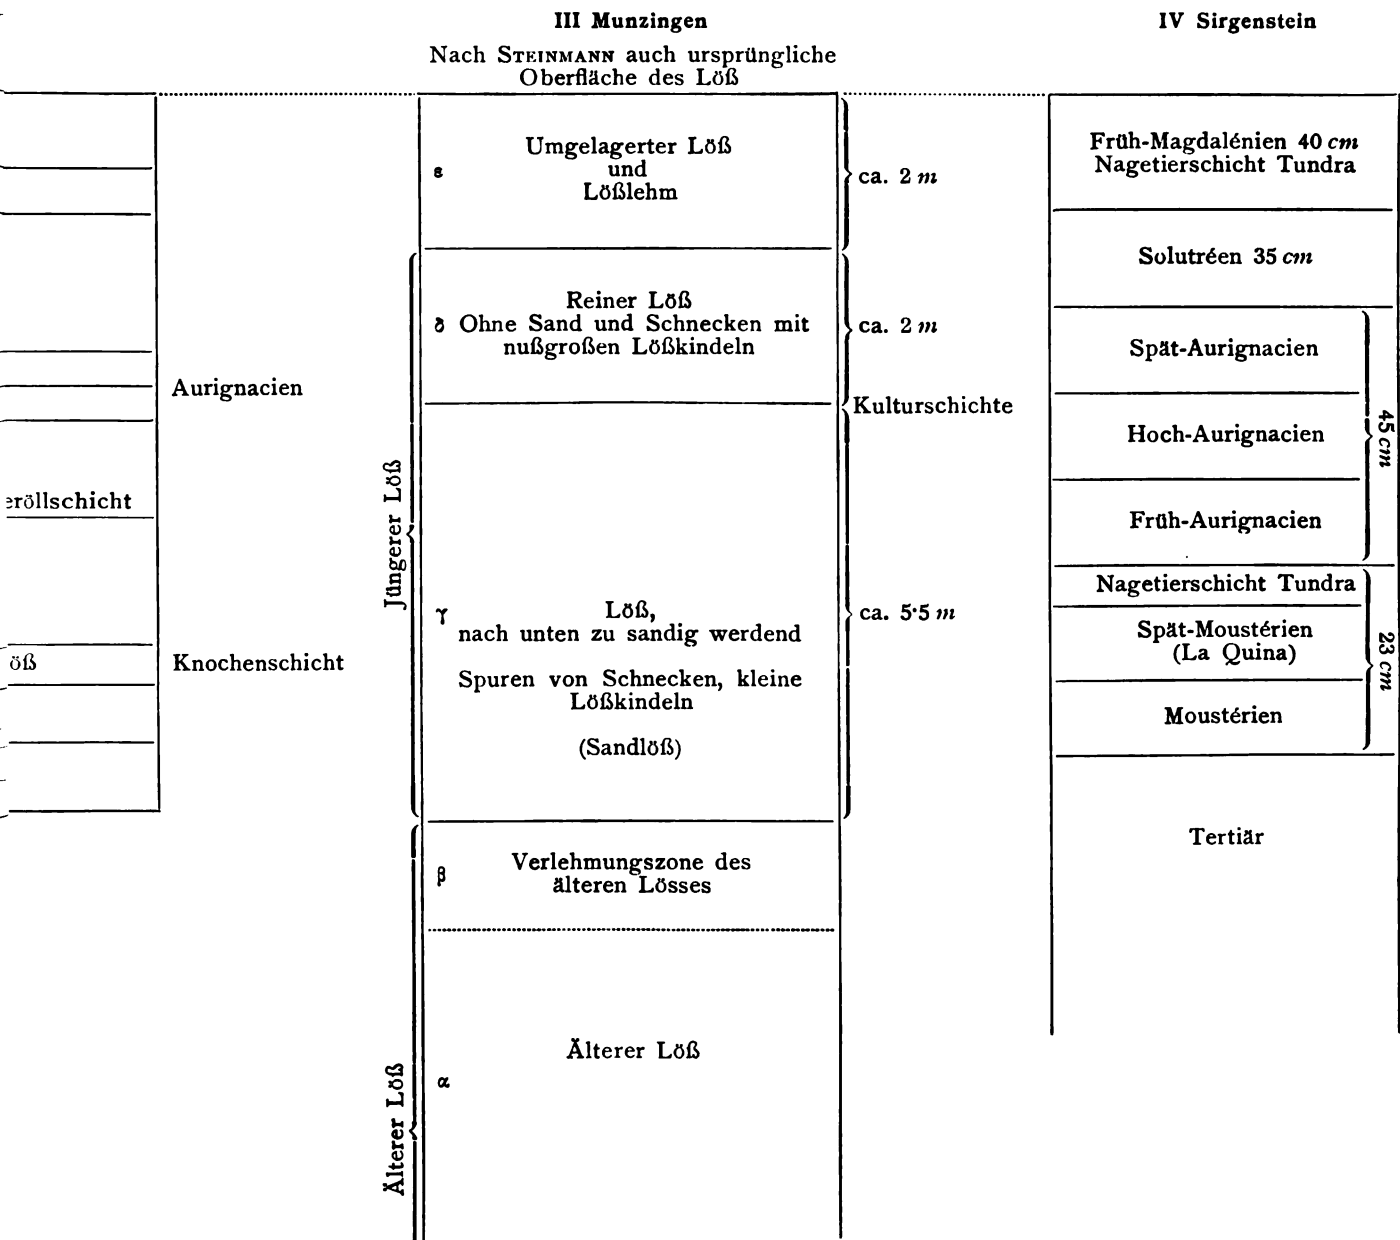 III Munzingen
Nach STEINMANN auch ursprüngliche
Oberfläche des Löß
IV Sirgenstein
Aurignacien
eröllschicht
öß
Knochenschicht
Jüngerer Löß
Älterer Löß
ε
Umgelagerter Löß
und
Lößlehm
ca. 2 m
δ Ohne Sand und Schnecken mit
Reiner Löß
nußgroßen Lößkindeln
ca. 2 m
Kulturschichte
γ
Löß,
nach unten zu sandig werdend
Spuren von Schnecken, kleine
Lößkindeln
(Sandlöß)
ca. 5·5 m
β
Verlehmungszone des
älteren Lösses
Älterer Löß
α
Früh-Magdalénien 40 cm
Nagetierschicht Tundra
Solutréen 35 cm
Spät-Aurignacien
Hoch-Aurignacien
Früh-Aurignacien
45 cm
Nagetierschicht Tundra
Spät-Moustérien
(La Quina)
Moustérien
23 cm
Tertiär